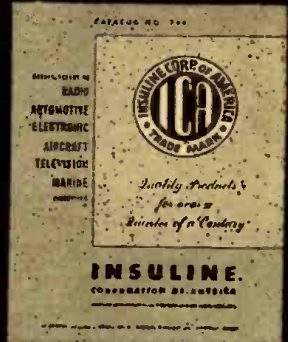 CATALOG NO. 700
RADIO
AUTOMOTIVE
ELECTRONIC
AIRCRAFT
TELEVISION
MARINE
INSULINE CORP. OF AMERICA
ICA
TRADE MARK
Quality Products
for over a
Quarter of a Century
INSULINE
CORPORATION OF AMERICA